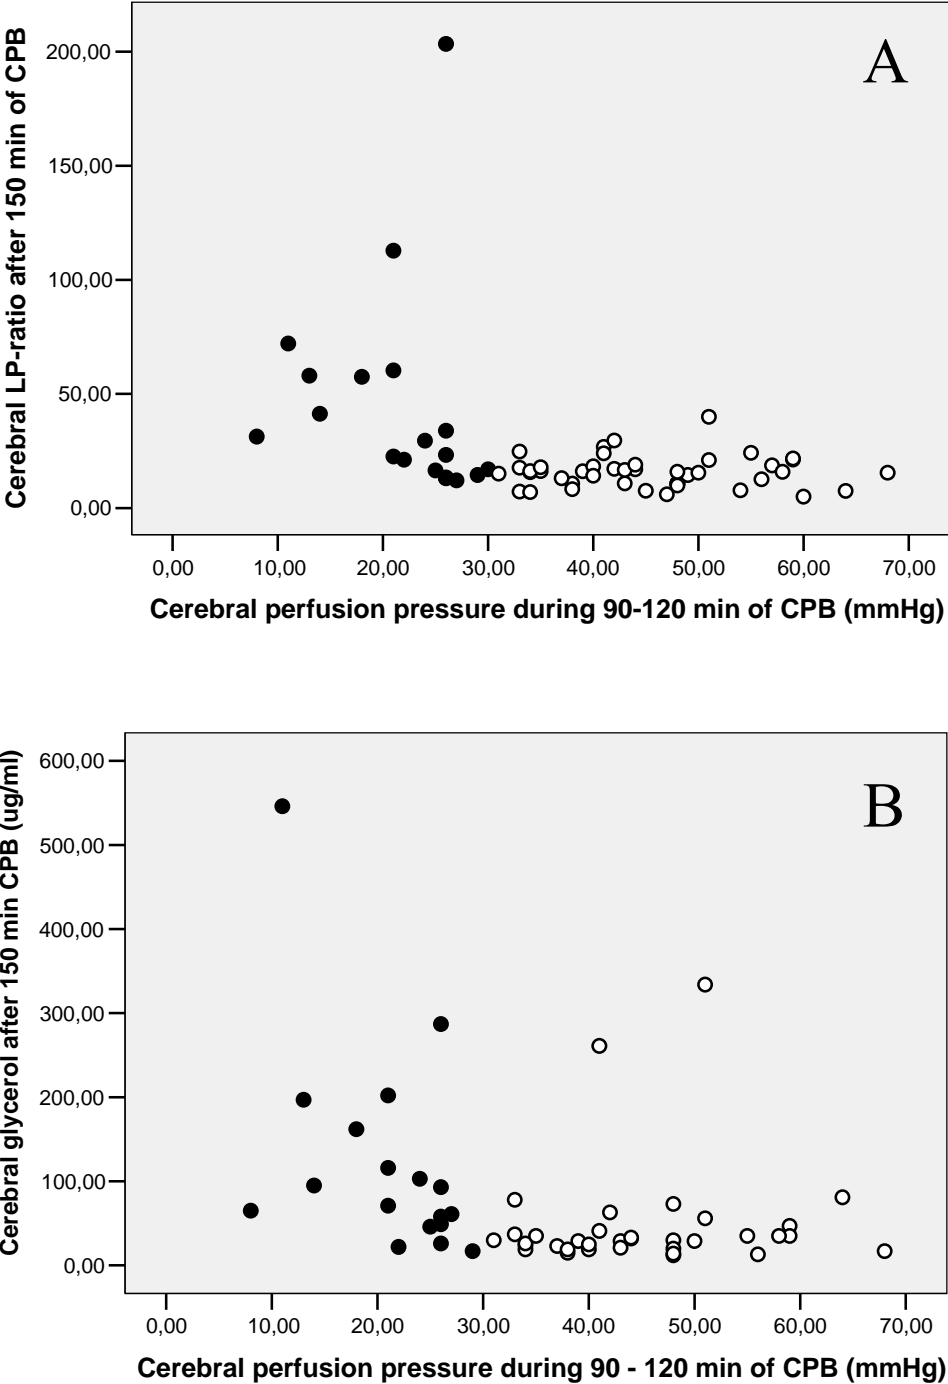 A
Cerebral LP-ratio after 150 min of CPB
200,00
150,00
100,00
50,00
0,00
0,00 10,00 20,00 30,00 40,00 50,00 60,00 70,00
Cerebral perfusion pressure during 90-120 min of CPB (mmHg)
B
Cerebral glycerol after 150 min CPB (ug/ml)
600,00
500,00
400,00
300,00
200,00
100,00
0,00
0,00 10,00 20,00 30,00 40,00 50,00 60,00 70,00
Cerebral perfusion pressure during 90 - 120 min of CPB (mmHg)